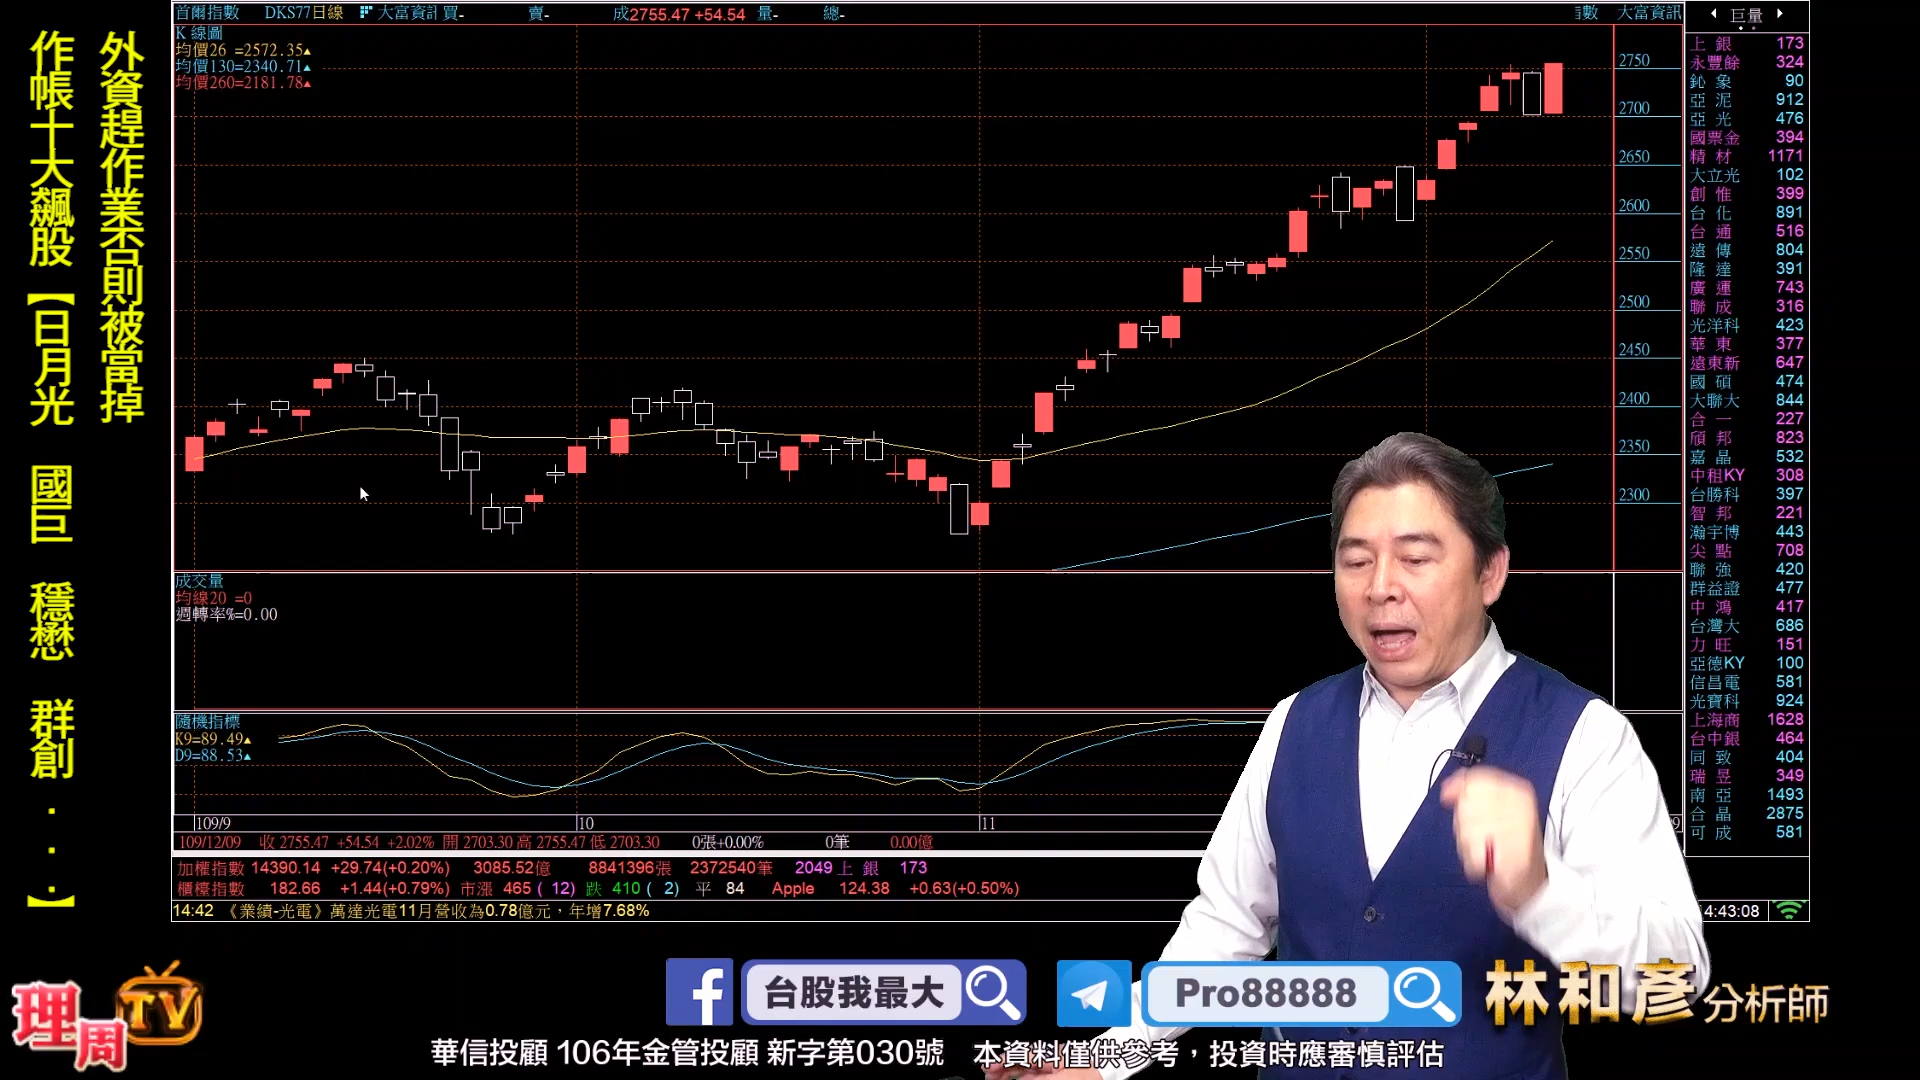 外資趕作業否則被當掉
作帳十大飆股【日月光 國巨 穩懋 群創...】
首爾指數 DKS77日線 大富資訊 買- 賣- 成2755.47 +54.54 量- 總- 指數 大富資訊
K 線圖
均價26 =2572.35▲
均價130=2340.71▲
均價260=2181.78▲
2750
2700
2650
2600
2550
2500
2450
2400
2350
2300
成交量
均線20 =0
週轉率%=0.00
隨機指標
K9=89.49▲
D9=88.53▲
109/9 10 11
109/12/09 收 2755.47 +54.54 +2.02% 開 2703.30 高 2755.47 低 2703.30 0張+0.00% 0筆 0.00億
加權指數 14390.14 +29.74(+0.20%) 3085.52億 8841396張 2372540筆 2049 上 銀 173
櫃檯指數 182.66 +1.44(+0.79%) 市漲 465 ( 12) 跌 410 ( 2) 平 84 Apple 124.38 +0.63(+0.50%)
14:42 《業績-光電》萬達光電11月營收為0.78億元，年增7.68%
4:43:08
巨量
上 銀 173
永豐餘 324
鈊 象 90
亞 泥 912
亞 光 476
國票金 394
精 材 1171
大立光 102
創 惟 399
台 化 891
台 通 516
遠 傳 804
隆 達 391
廣 運 743
聯 成 316
光洋科 423
華 東 377
遠東新 647
國 碩 474
大聯大 844
合 一 227
頎 邦 823
嘉 晶 532
中租KY 308
台勝科 397
智 邦 221
瀚宇博 443
尖 點 708
聯 強 420
群益證 477
中 鴻 417
台灣大 686
力 旺 151
亞德KY 100
信昌電 581
光寶科 924
上海商 1628
台中銀 464
同 致 404
瑞 昱 349
南 亞 1493
合 晶 2875
可 成 581
理周TV
f 台股我最大
Pro88888
林和彥分析師
華信投顧 106年金管投顧 新字第030號 本資料僅供參考，投資時應審慎評估